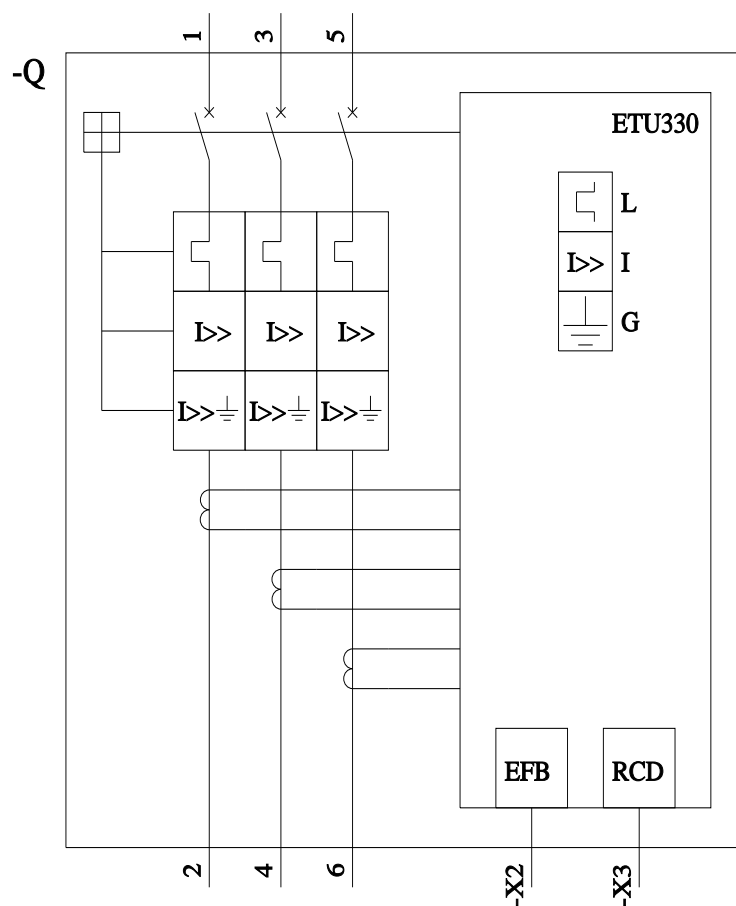 1 3 5
-Q
ETU330
L
I>> I
G
I>> I>> I>>
I>> I>> I>>
EFB RCD
2 4 6 -X2 -X3